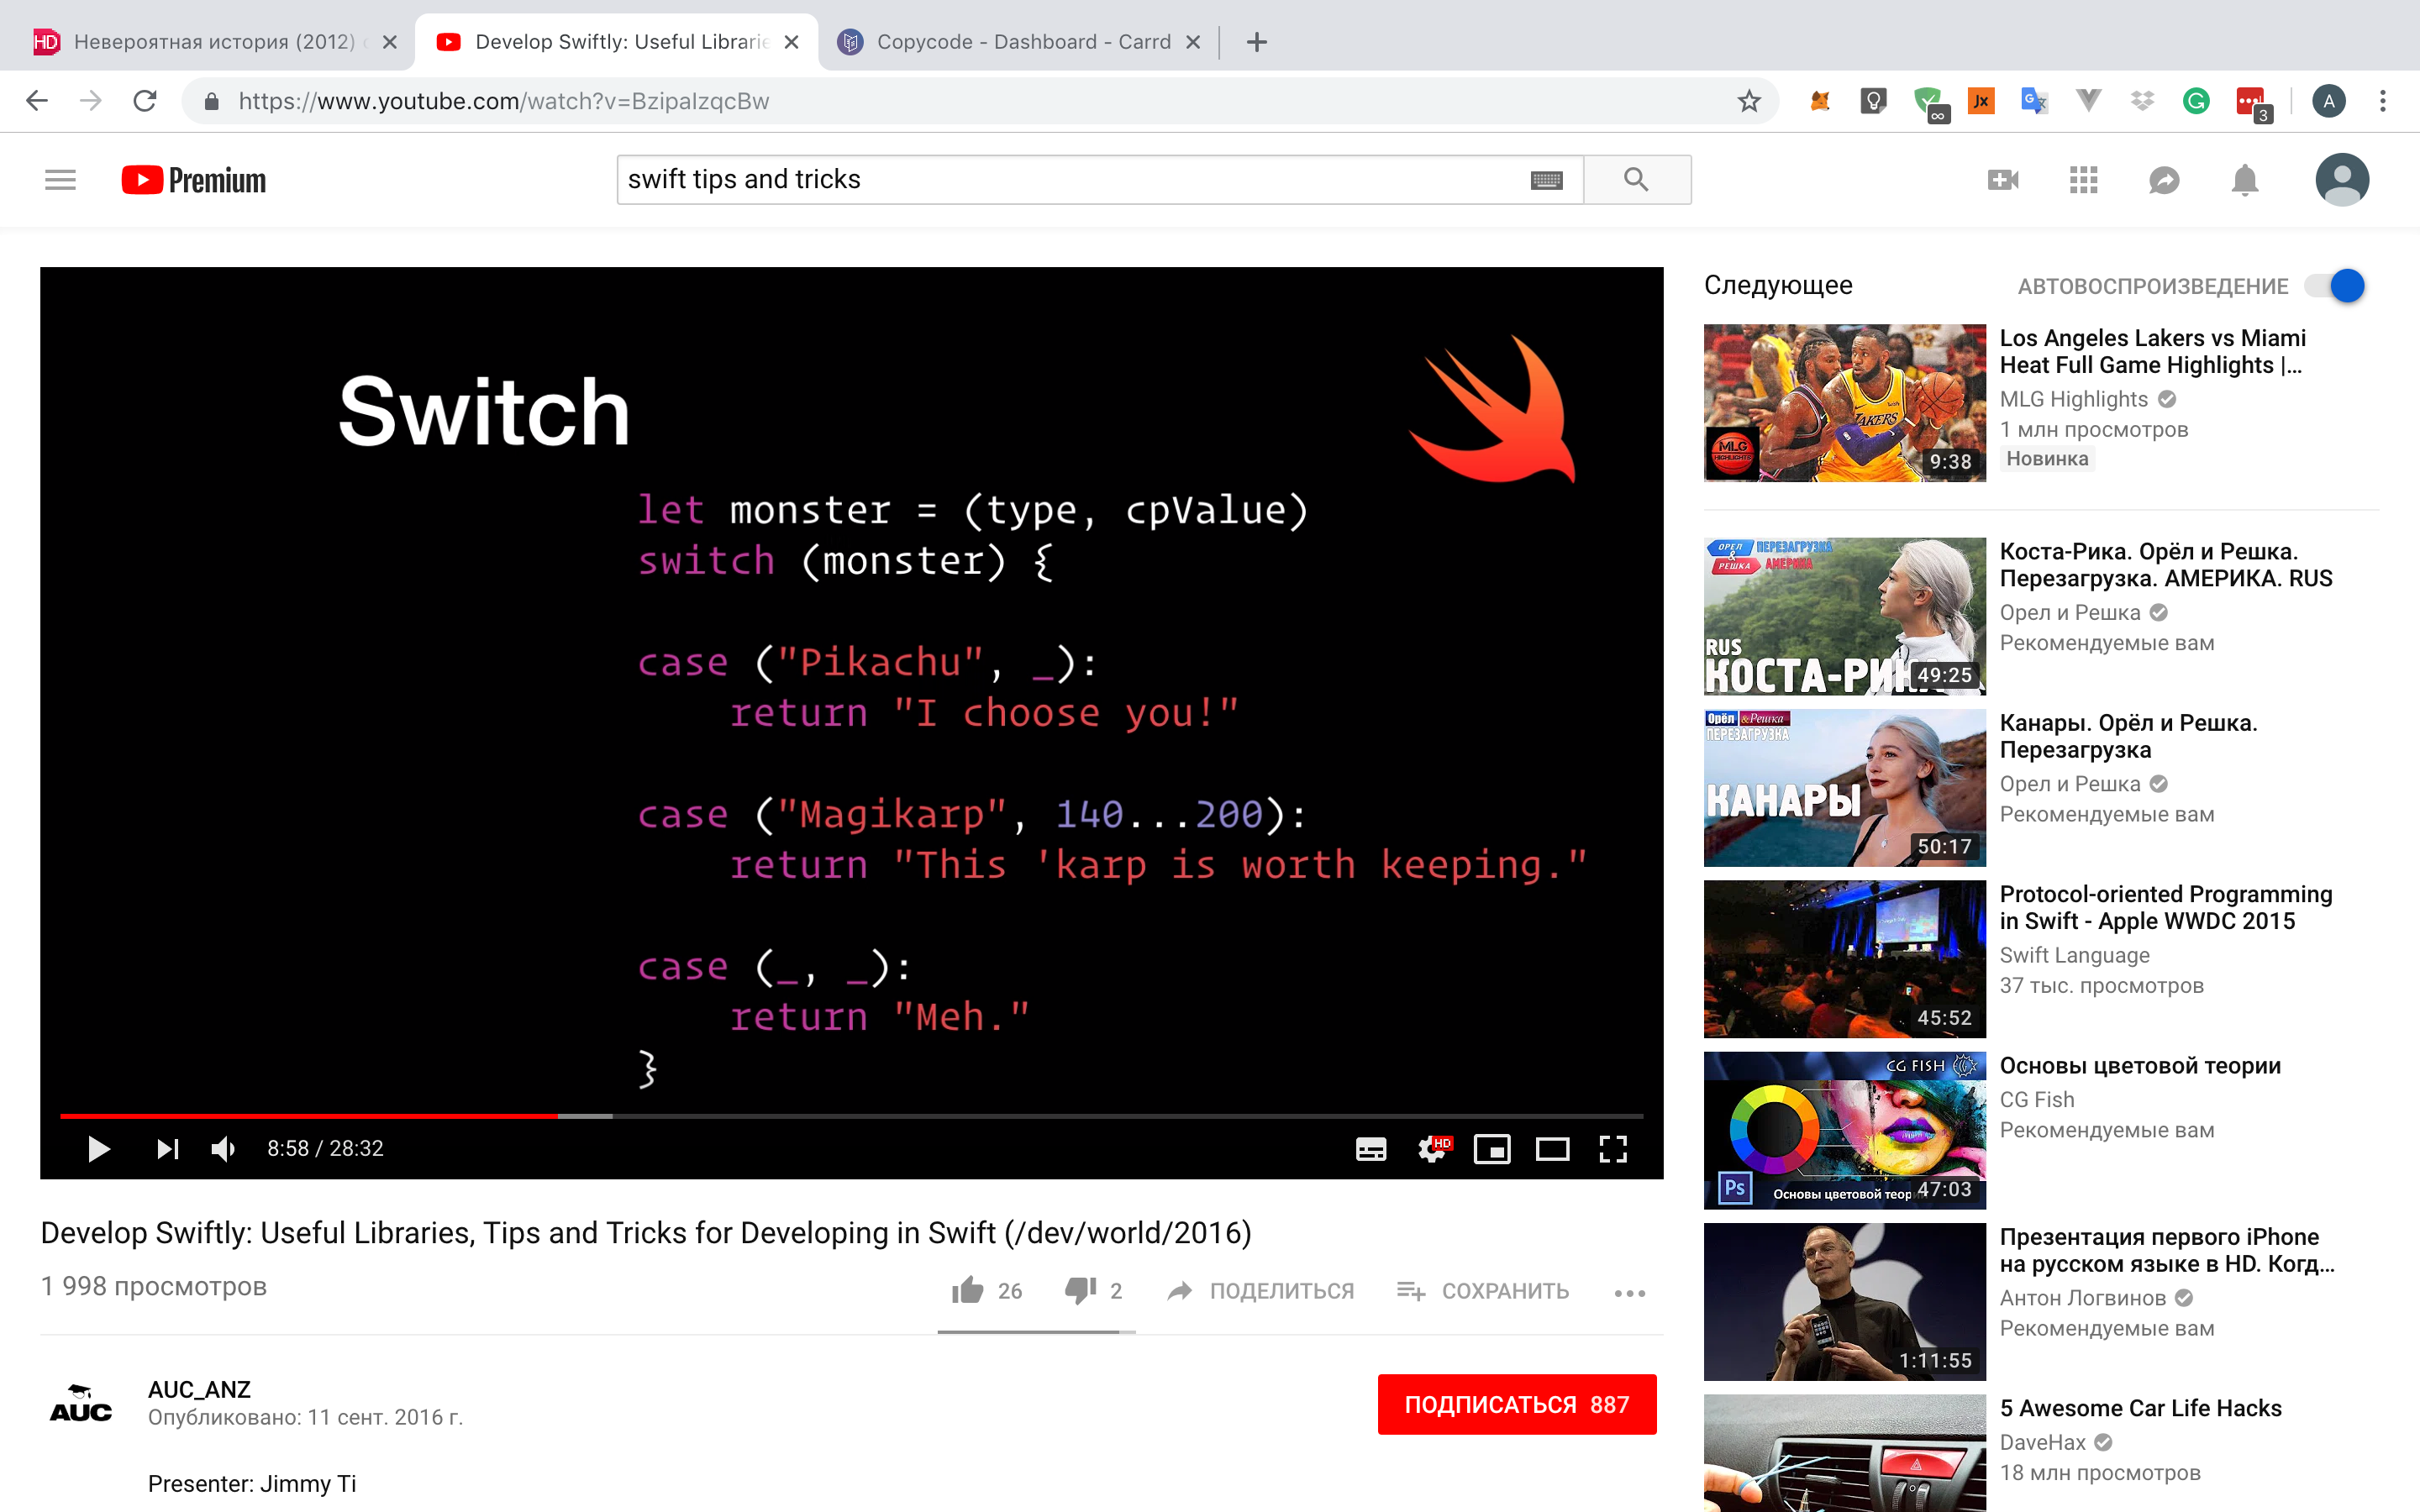 HD Невероятная история (2012)
Develop Swiftly: Useful Librarie
Copycode - Dashboard - Carrd
https://www.youtube.com/watch?v=BzipaIzqcBw
Jx
3
A
Premium
swift tips and tricks
Switch
let monster = (type, cpValue)
switch (monster) {
case ("Pikachu", _):
return "I choose you!"
case ("Magikarp", 140...200):
return "This 'karp is worth keeping."
case (_, _):
return "Meh."
}
8:58 / 28:32
HD
Develop Swiftly: Useful Libraries, Tips and Tricks for Developing in Swift (/dev/world/2016)
1 998 просмотров
26
2
ПОДЕЛИТЬСЯ
СОХРАНИТЬ
AUC
AUC_ANZ
Опубликовано: 11 сент. 2016 г.
ПОДПИСАТЬСЯ 887
Presenter: Jimmy Ti
Следующее
АВТОВОСПРОИЗВЕДЕНИЕ
LAKERS
MLG
HIGHLIGHTS
9:38
Los Angeles Lakers vs Miami
Heat Full Game Highlights |...
MLG Highlights
1 млн просмотров
Новинка
ОРЕЛ & РЕШКА
ПЕРЕЗАГРУЗКА
АМЕРИКА
RUS
КОСТА-РИКА
49:25
Коста-Рика. Орёл и Решка.
Перезагрузка. АМЕРИКА. RUS
Орел и Решка
Рекомендуемые вам
Орёл &Решка
ПЕРЕЗАГРУЗКА
КАНАРЫ
50:17
Канары. Орёл и Решка.
Перезагрузка
Орел и Решка
Рекомендуемые вам
45:52
Protocol-oriented Programming
in Swift - Apple WWDC 2015
Swift Language
37 тыс. просмотров
CG FISH
Ps
Основы цветовой теор
47:03
Основы цветовой теории
CG Fish
Рекомендуемые вам
1:11:55
Презентация первого iPhone
на русском языке в HD. Когд...
Антон Логвинов
Рекомендуемые вам
5 Awesome Car Life Hacks
DaveHax
18 млн просмотров